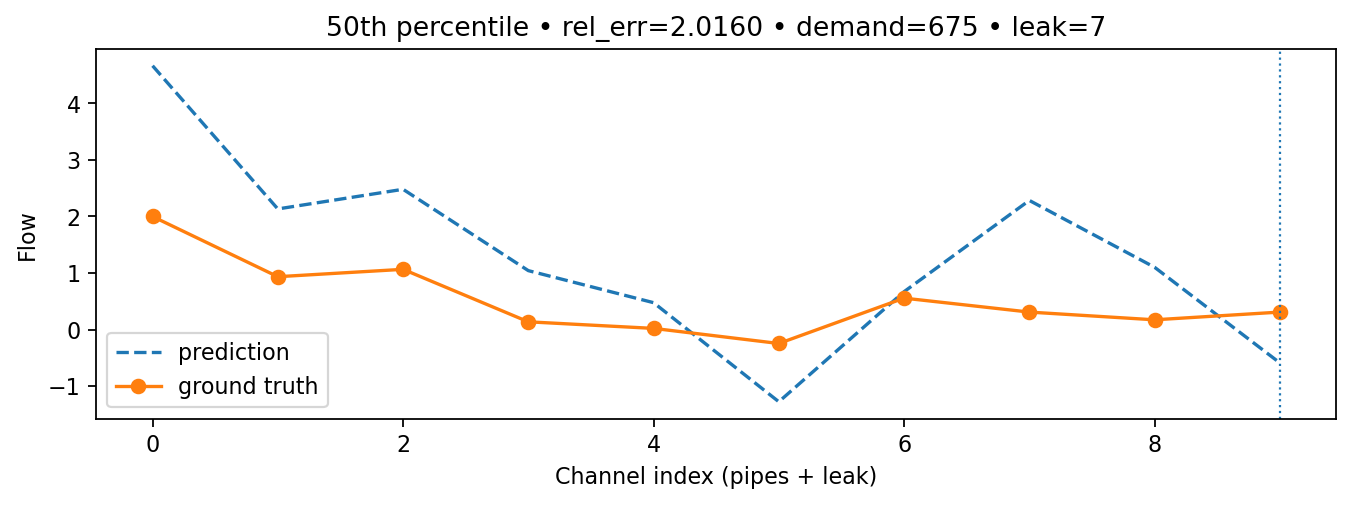 50th percentile • rel_err=2.0160 • demand=675 • leak=7
Flow
4
3
2
1
0
−1
prediction
ground truth
0 2 4 6 8
Channel index (pipes + leak)